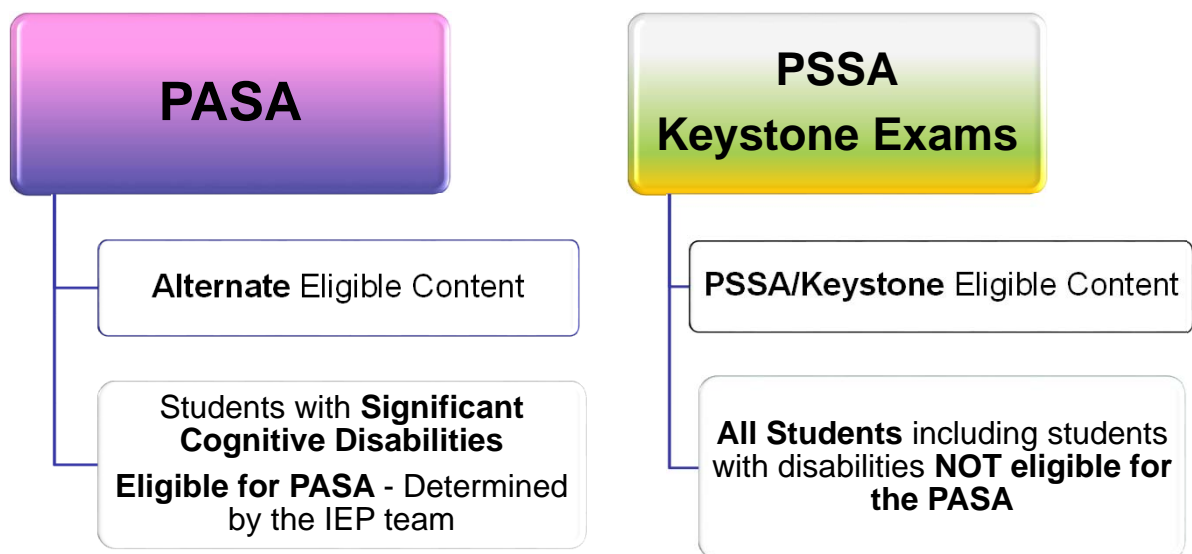 PASA
Alternate Eligible Content
Students with Significant
Cognitive Disabilities
Eligible for PASA - Determined
by the IEP team
PSSA
Keystone Exams
PSSA/Keystone Eligible Content
All Students including students
with disabilities NOT eligible for
the PASA